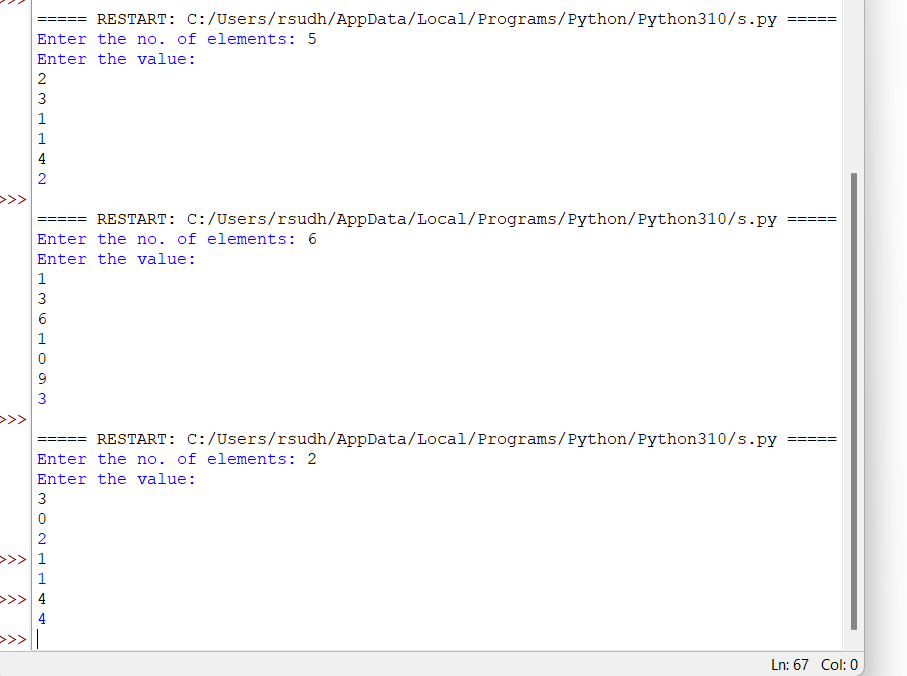 ===== RESTART: C:/Users/rsudh/AppData/Local/Programs/Python/Python310/s.py =====
Enter the no. of elements: 5
Enter the value:
2
3
1
1
4
2
>>>
===== RESTART: C:/Users/rsudh/AppData/Local/Programs/Python/Python310/s.py =====
Enter the no. of elements: 6
Enter the value:
1
3
6
1
0
9
3
>>>
===== RESTART: C:/Users/rsudh/AppData/Local/Programs/Python/Python310/s.py =====
Enter the no. of elements: 2
Enter the value:
3
0
2
>>> 1
1
>>> 4
4
>>>
Ln: 67 Col: 0